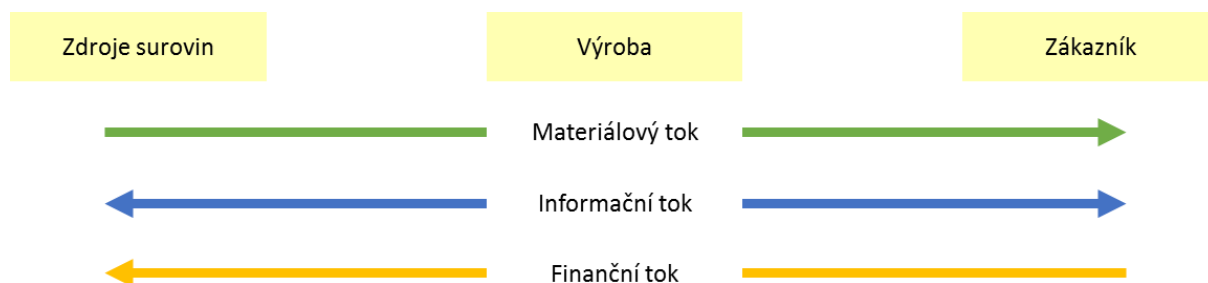 Zdroje surovin
Výroba
Zákazník
Materiálový tok
Informační tok
Finanční tok